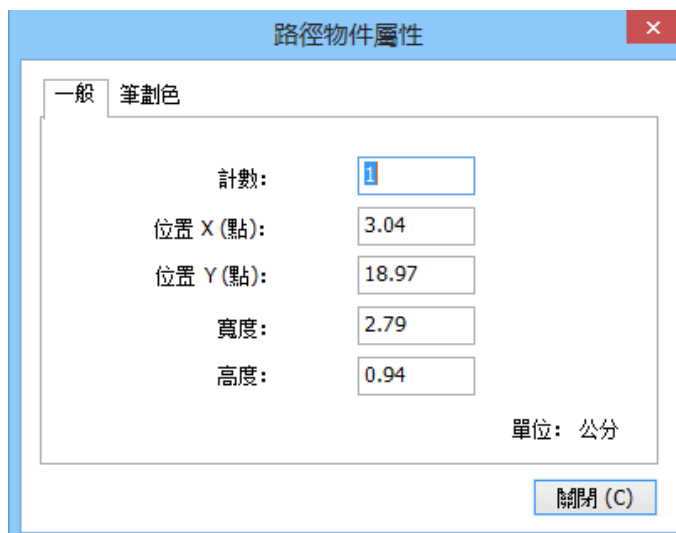 路徑物件屬性
一般 筆劃色
計數: 1
位置 X (點): 3.04
位置 Y (點): 18.97
寬度: 2.79
高度: 0.94
單位: 公分
關閉 (C)